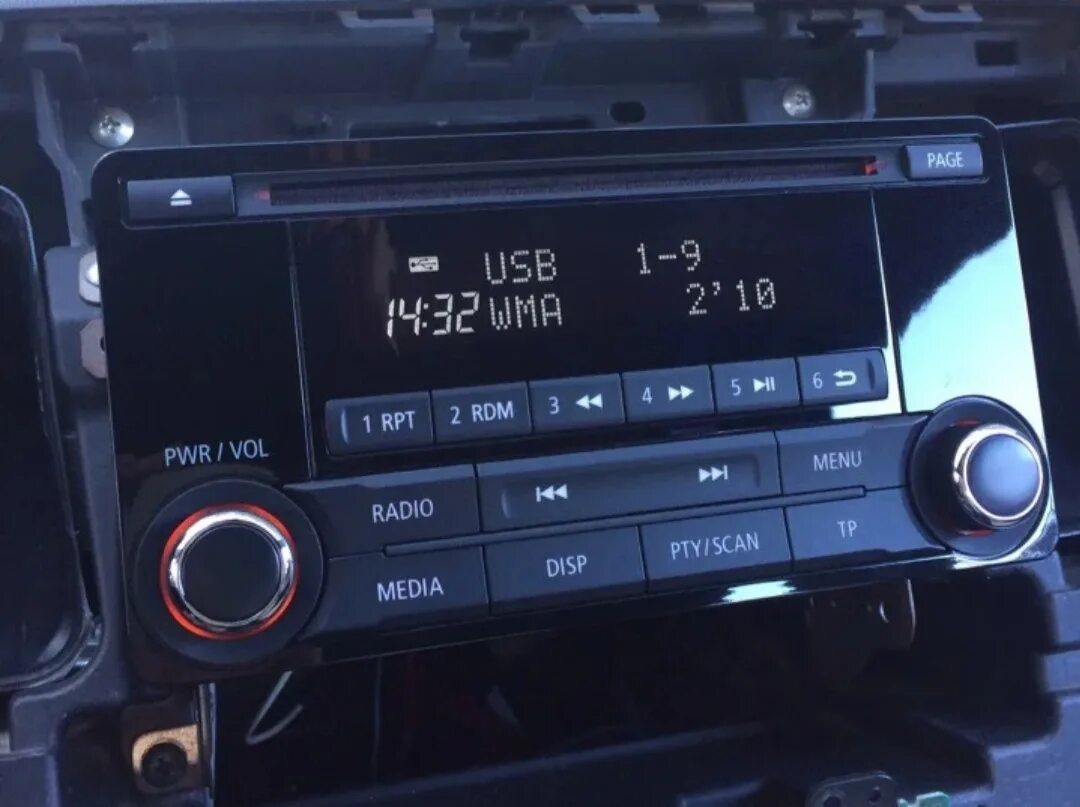 PAGE
USB 1-9
14:32 WMA 2'10
1 RPT 2 RDM 3 4 5 6
PWR / VOL
RADIO MENU
MEDIA DISP PTY/SCAN TP